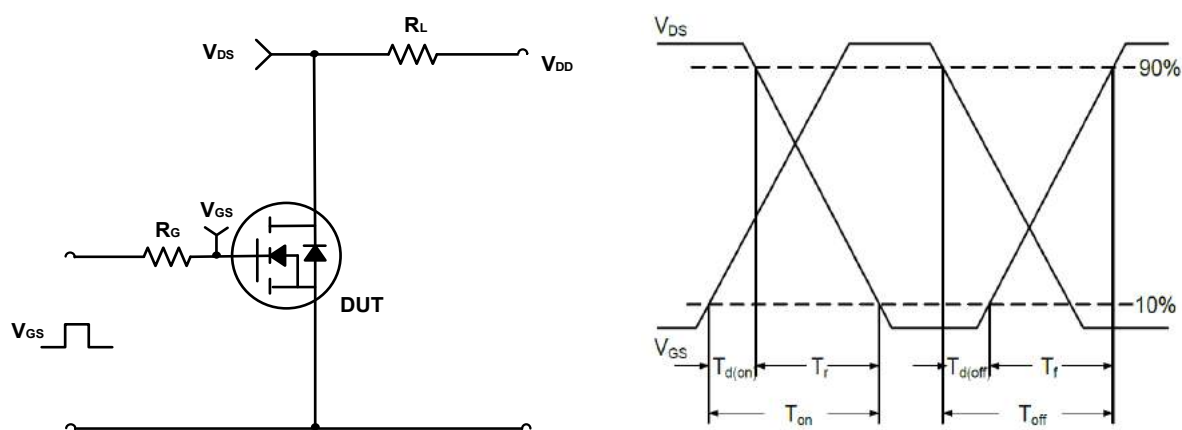 RL
VDS
VDD
RG
VGS
DUT
VGS
VDS
90%
10%
VGS
Td(on)
Tr
Td(off)
Tf
Ton
Toff